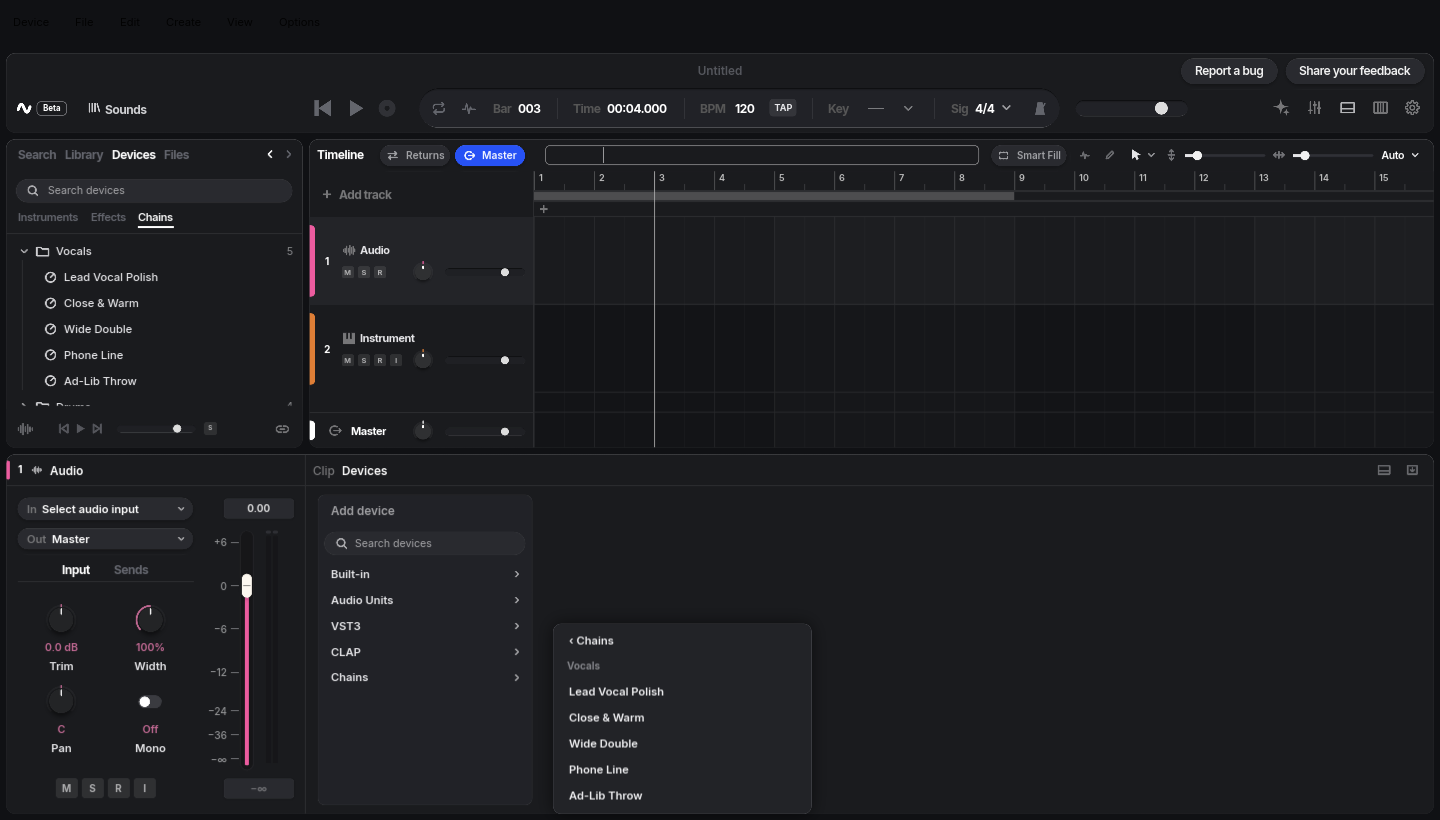 Device File Edit Create View Options
Untitled
Report a bug Share your feedback
Beta Sounds
Bar 003 Time 00:04.000 BPM 120 TAP Key — Sig 4/4
Search Library Devices Files
Timeline Returns Master Smart Fill Auto
Search devices
Instruments Effects Chains
+ Add track
1 2 3 4 5 6 7 8 9 10 11 12 13 14 15
+
Vocals 5
Lead Vocal Polish
Close & Warm
Wide Double
Phone Line
Ad-Lib Throw
S
1 Audio
M S R
2 Instrument
M S R I
Master
1 Audio
In Select audio input 0.00
Out Master
Input Sends
+6
0
−6
−12
−24
−36
−∞
0.0 dB 100%
Trim Width
C Off
Pan Mono
M S R I −∞
Clip Devices
Add device
Search devices
Built-in
Audio Units
VST3
CLAP
Chains
‹ Chains
Vocals
Lead Vocal Polish
Close & Warm
Wide Double
Phone Line
Ad-Lib Throw